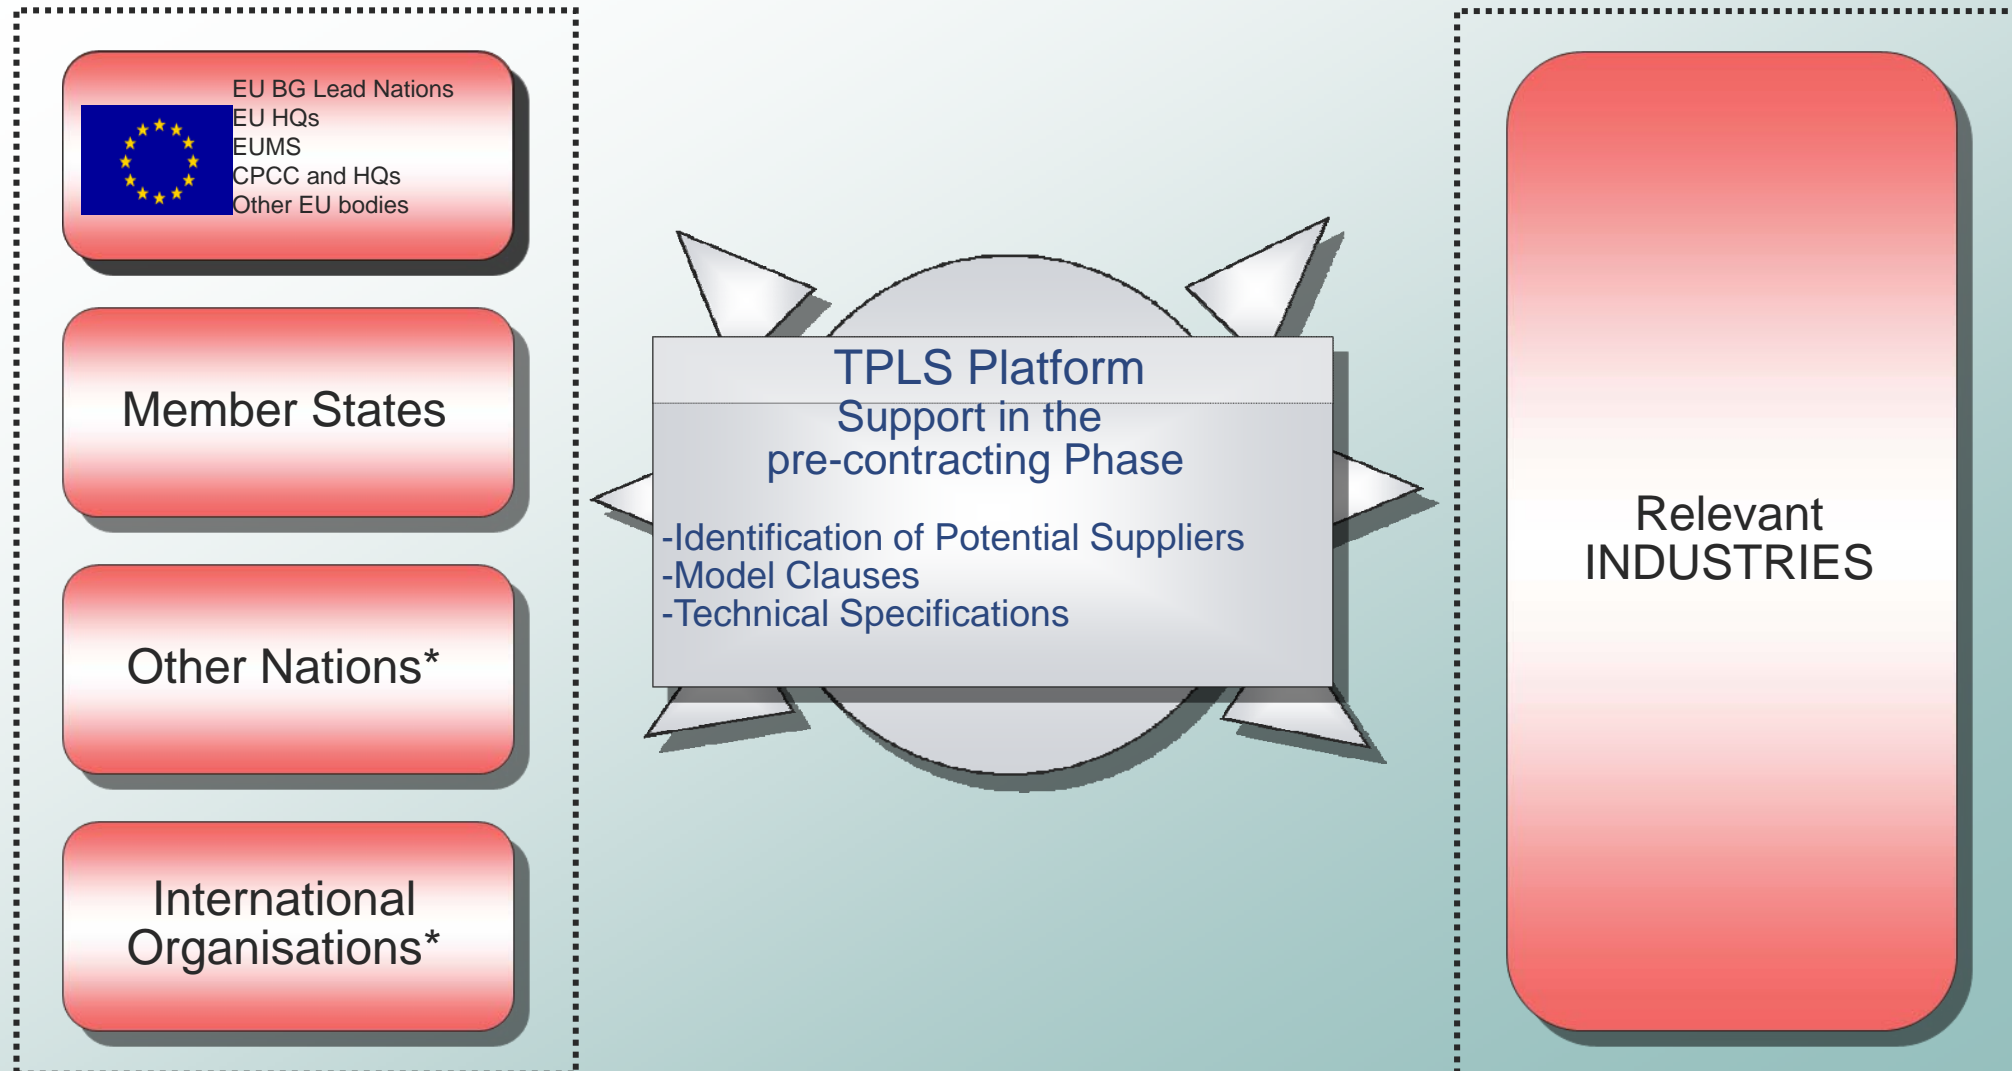 EU BG Lead Nations
EU HQs
EUMS
CPCC and HQs
Other EU bodies
Member States
Other Nations*
International
Organisations*
TPLS Platform
Support in the
pre-contracting Phase
-Identification of Potential Suppliers
-Model Clauses
-Technical Specifications
Relevant
INDUSTRIES